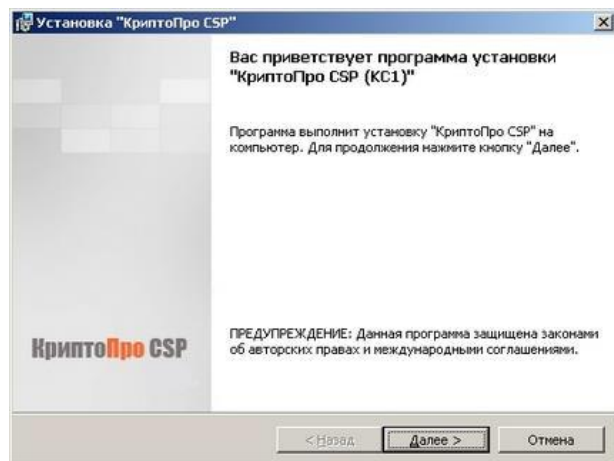 Установка "КриптоПро CSP"
Вас приветствует программа установки
"КриптоПро CSP (КС1)"
Программа выполнит установку "КриптоПро CSP" на
компьютер. Для продолжения нажмите кнопку "Далее".
КриптоПро CSP
ПРЕДУПРЕЖДЕНИЕ: Данная программа защищена законами
об авторских правах и международными соглашениями.
< Назад
Далее >
Отмена